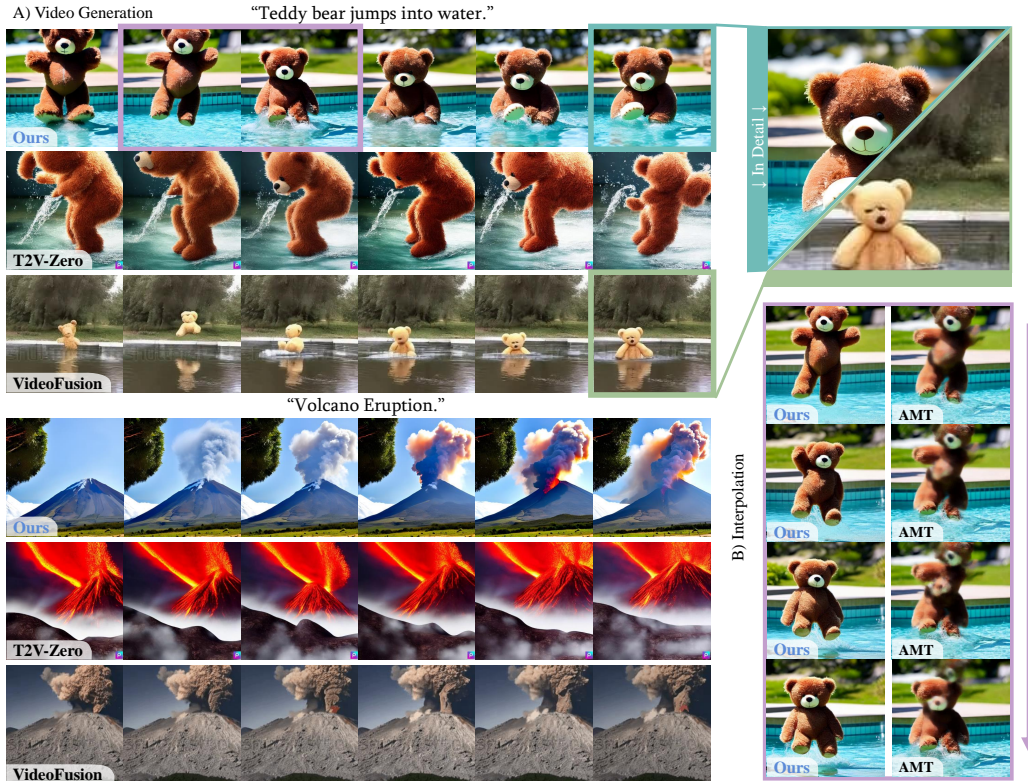 A) Video Generation
“Teddy bear jumps into water.”
Ours
T2V-Zero
VideoFusion
↓ In Detail ↓
“Volcano Eruption.”
Ours
T2V-Zero
VideoFusion
B) Interpolation
Ours
AMT
Ours
AMT
Ours
AMT
Ours
AMT